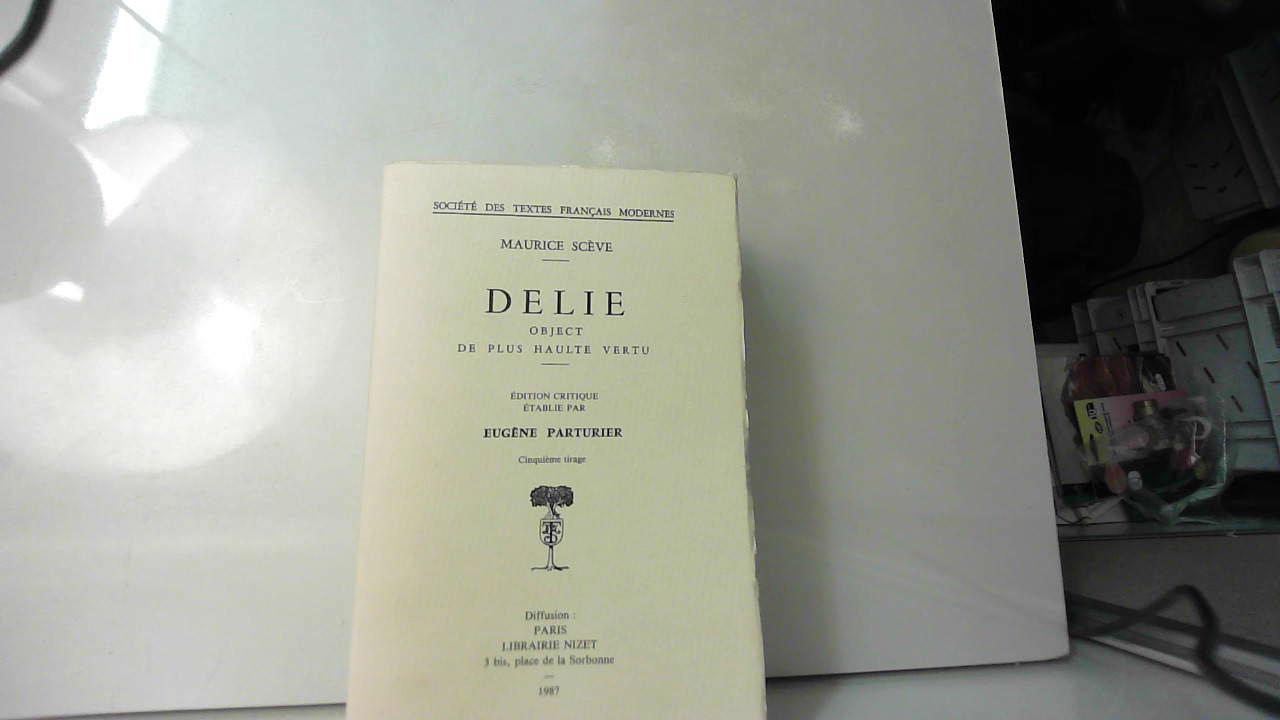 SOCIÉTÉ DES TEXTES FRANÇAIS MODERNES
MAURICE SCÈVE
DELIE
OBJECT
DE PLUS HAULTE VERTU
ÉDITION CRITIQUE
ÉTABLIE PAR
EUGÈNE PARTURIER
Cinquième tirage
Diffusion :
PARIS
LIBRAIRIE NIZET
3 bis, place de la Sorbonne
1987